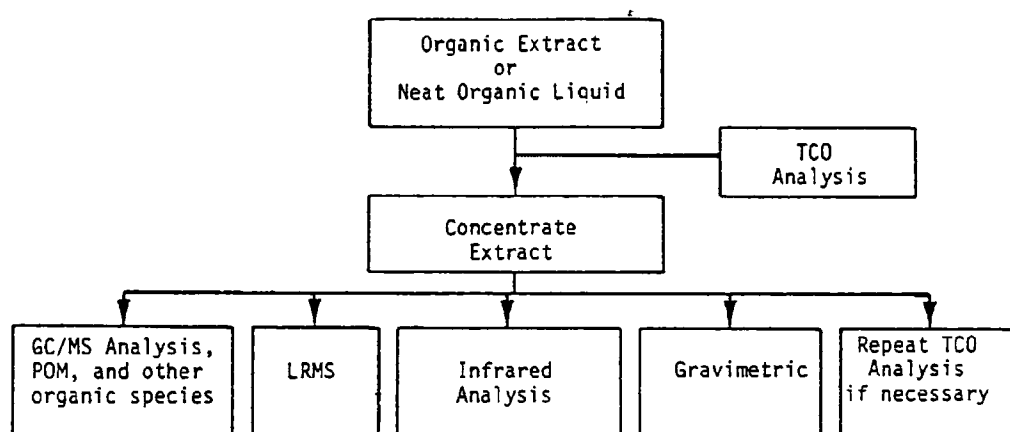 Organic Extract
or
Neat Organic Liquid
TCO
Analysis
Concentrate
Extract
GC/MS Analysis,
POM, and other
organic species
LRMS
Infrared
Analysis
Gravimetric
Repeat TCO
Analysis
if necessary